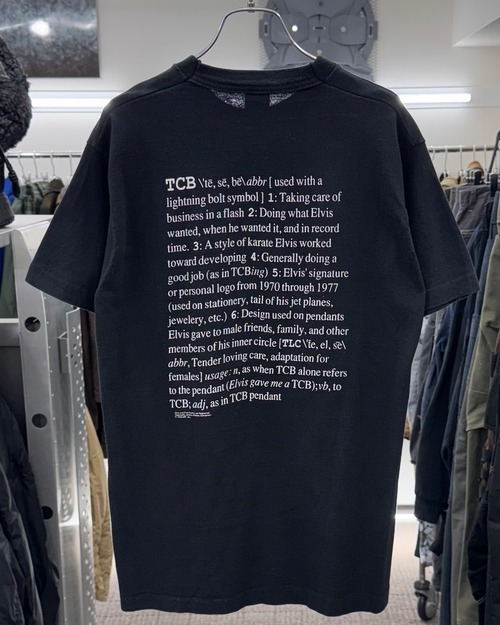 TCB \'tē, sē, bē\ abbr [ used with a
lightning bolt symbol ] 1: Taking care of
business in a flash 2: Doing what Elvis
wanted, when he wanted it, and in record
time. 3: A style of karate Elvis worked
toward developing 4: Generally doing a
good job (as in TCBing) 5: Elvis' signature
or personal logo from 1970 through 1977
(used on stationery, tail of his jet planes,
jewelery, etc.) 6: Design used on pendants
Elvis gave to male friends, family, and other
members of his inner circle [TLC \'tē, el, sē\
abbr, Tender loving care, adaptation for
females] usage: n, as when TCB alone refers
to the pendant (Elvis gave me a TCB);vb, to
TCB; adj, as in TCB pendant